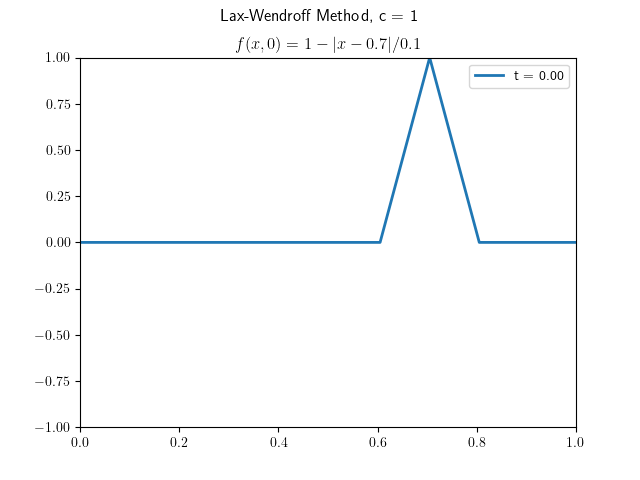 Lax-Wendroff Method, c = 1
f(x, 0) = 1 − |x − 0.7|/0.1
t = 0.00
1.00
0.75
0.50
0.25
0.00
−0.25
−0.50
−0.75
−1.00
0.0 0.2 0.4 0.6 0.8 1.0